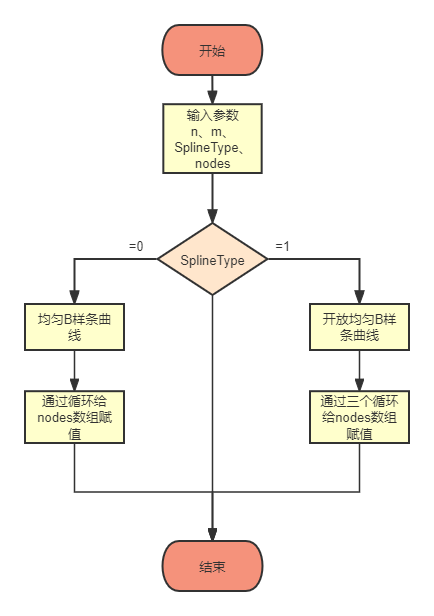 开始
输入参数
n、m、
SplineType、
nodes
=0
=1
SplineType
均匀B样条曲
线
开放均匀B样
条曲线
通过循环给
nodes数组赋
值
通过三个循环
给nodes数组
赋值
结束